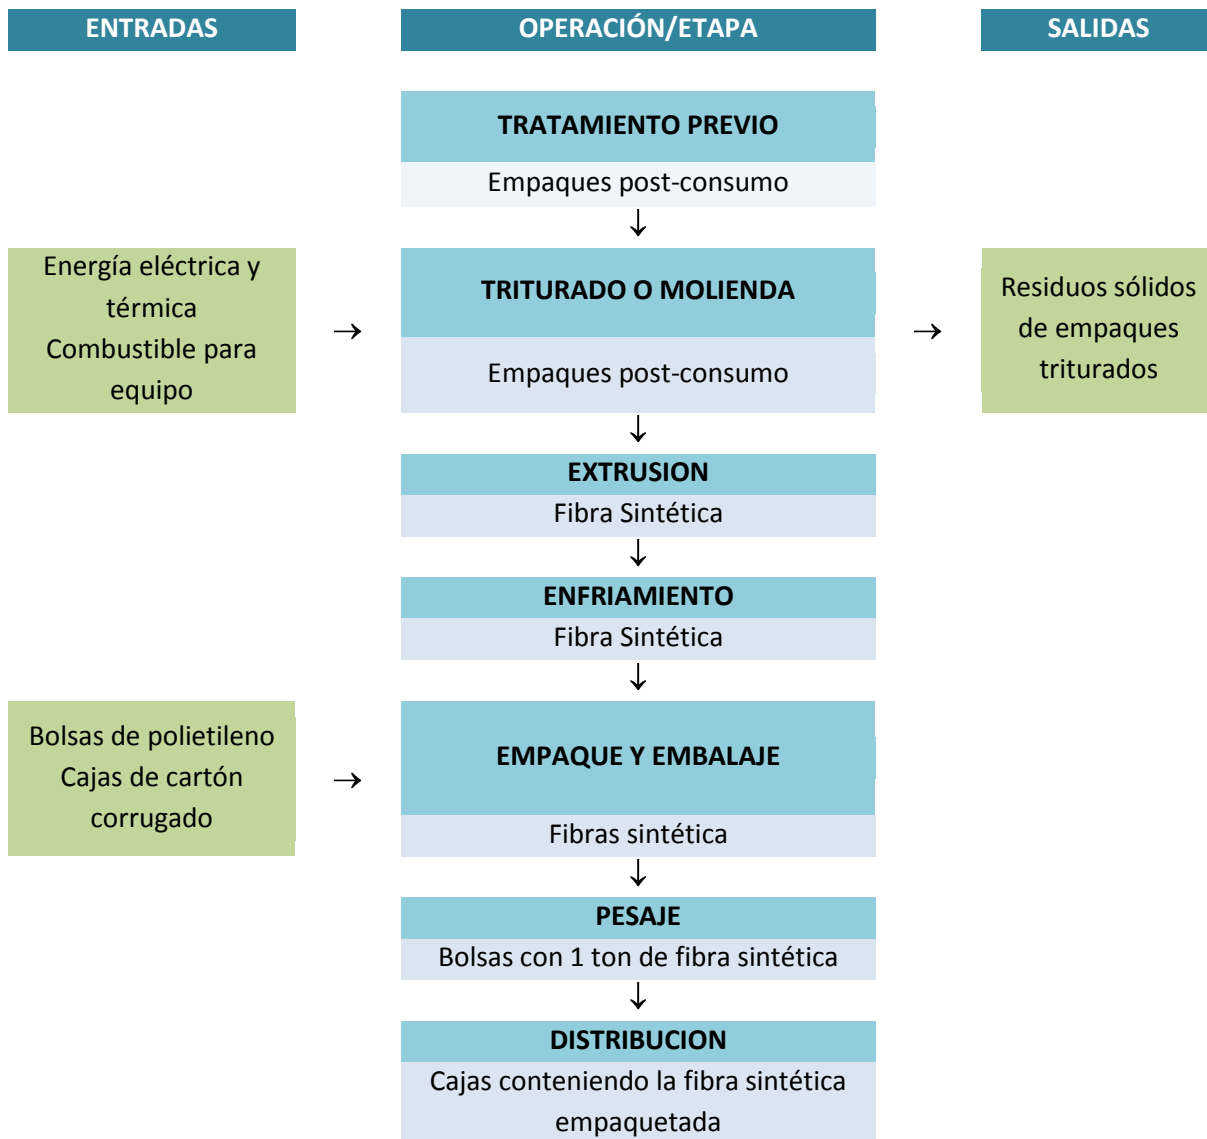 ENTRADAS
OPERACIÓN/ETAPA
SALIDAS
TRATAMIENTO PREVIO
Empaques post-consumo
↓
Energía eléctrica y
térmica
Combustible para
equipo
→
TRITURADO O MOLIENDA
Empaques post-consumo
→
Residuos sólidos
de empaques
triturados
↓
EXTRUSION
Fibra Sintética
↓
ENFRIAMIENTO
Fibra Sintética
↓
Bolsas de polietileno
Cajas de cartón
corrugado
→
EMPAQUE Y EMBALAJE
Fibras sintética
↓
PESAJE
Bolsas con 1 ton de fibra sintética
↓
DISTRIBUCION
Cajas conteniendo la fibra sintética
empaquetada